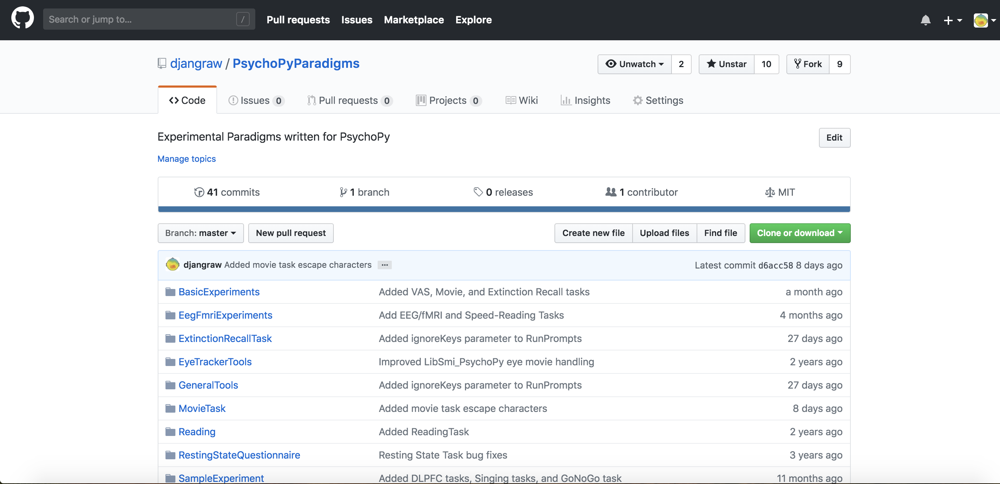 Search or jump to... /
Pull requests Issues Marketplace Explore
djangraw / PsychoPyParadigms
Unwatch 2 Unstar 10 Fork 9
Code Issues 0 Pull requests 0 Projects 0 Wiki Insights Settings
Experimental Paradigms written for PsychoPy Edit
Manage topics
41 commits 1 branch 0 releases 1 contributor MIT
Branch: master New pull request Create new file Upload files Find file Clone or download
djangraw Added movie task escape characters ... Latest commit d6acc58 8 days ago
BasicExperiments Added VAS, Movie, and Extinction Recall tasks a month ago
EegFmriExperiments Add EEG/fMRI and Speed-Reading Tasks 4 months ago
ExtinctionRecallTask Added ignoreKeys parameter to RunPrompts 27 days ago
EyeTrackerTools Improved LibSmi_PsychoPy eye movie handling 2 years ago
GeneralTools Added ignoreKeys parameter to RunPrompts 27 days ago
MovieTask Added movie task escape characters 8 days ago
Reading Added ReadingTask 2 years ago
RestingStateQuestionnaire Resting State Task bug fixes 3 years ago
SampleExperiment Added DLPFC tasks, Singing tasks, and GoNoGo task 11 months ago